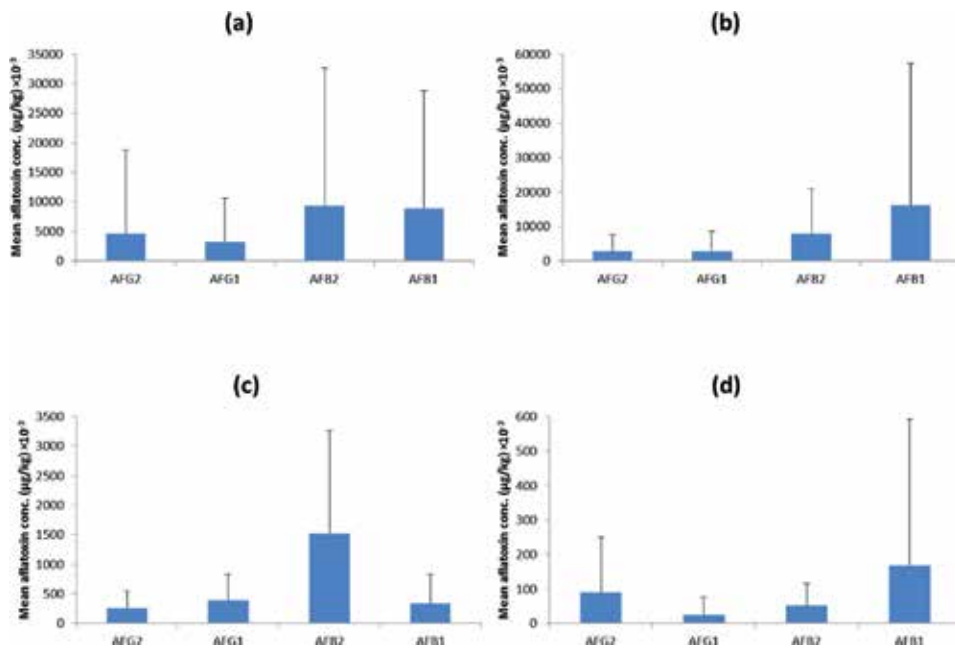 (a)
Mean aflatoxin conc. (µg/kg) ×10⁻³
35000
30000
25000
20000
15000
10000
5000
0
AFG2 AFG1 AFB2 AFB1
(b)
Mean aflatoxin conc. (µg/kg) ×10⁻³
60000
50000
40000
30000
20000
10000
0
AFG2 AFG1 AFB2 AFB1
(c)
Mean aflatoxin conc. (µg/kg) ×10⁻³
3500
3000
2500
2000
1500
1000
500
0
AFG2 AFG1 AFB2 AFB1
(d)
Mean aflatoxin conc. (µg/kg) ×10⁻³
600
500
400
300
200
100
0
AFG2 AFG1 AFB2 AFB1